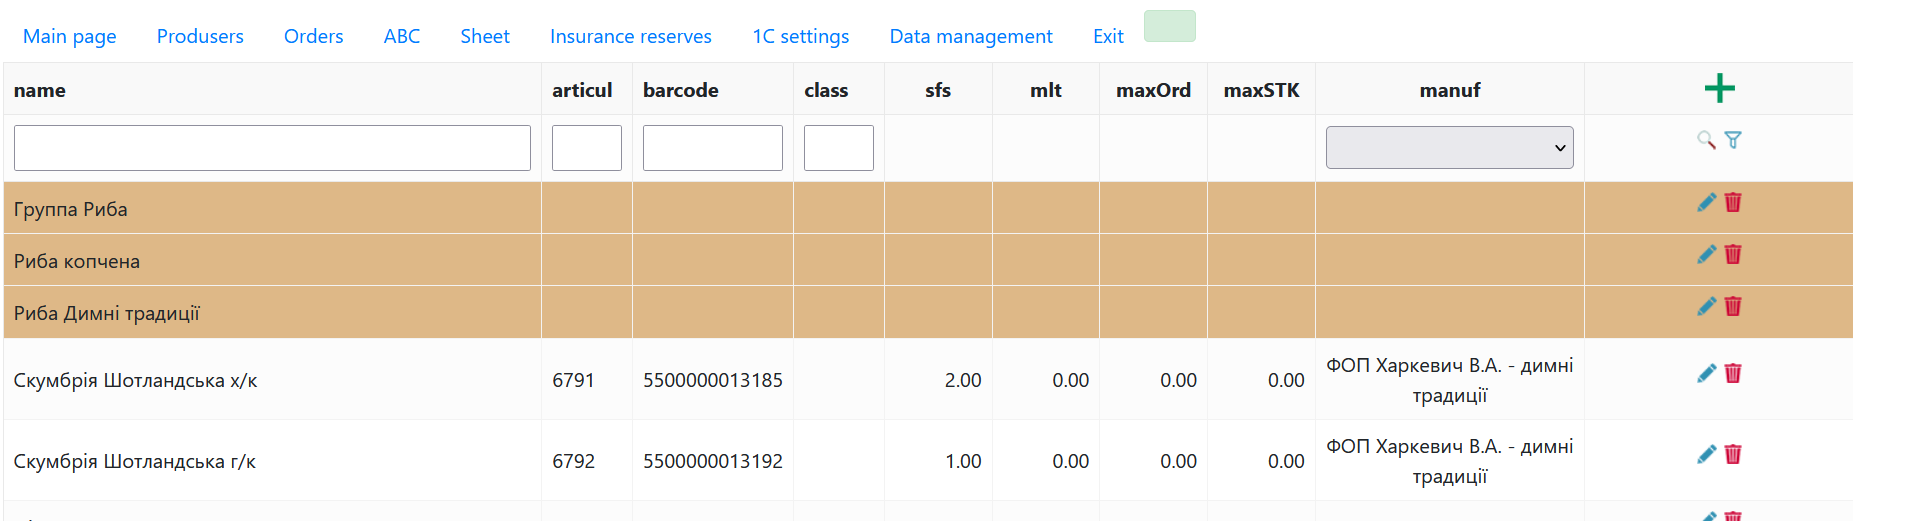 Main page Produsers Orders ABC Sheet Insurance reserves 1C settings Data management Exit
name articul barcode class sfs mlt maxOrd maxSTK manuf
Группа Риба
Риба копчена
Риба Димні традиції
Скумбрія Шотландська х/к 6791 5500000013185 2.00 0.00 0.00 0.00 ФОП Харкевич В.А. - димні
традиції
Скумбрія Шотландська г/к 6792 5500000013192 1.00 0.00 0.00 0.00 ФОП Харкевич В.А. - димні
традиції